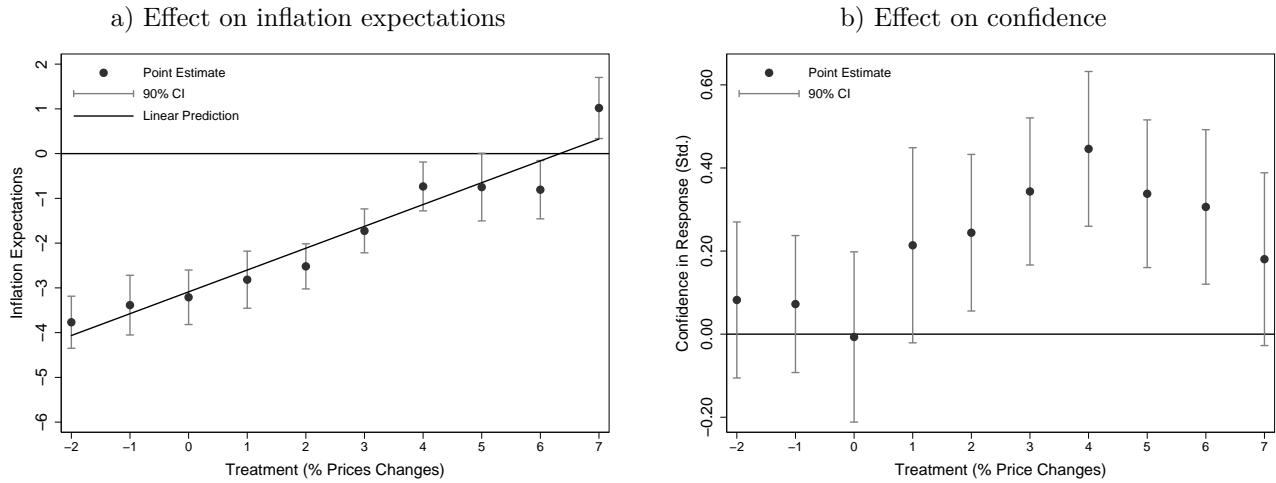 a) Effect on inflation expectations
2
1
0
−1
−2
−3
−4
−5
−6
Inflation Expectations
Point Estimate
90% CI
Linear Prediction
−2 −1 0 1 2 3 4 5 6 7
Treatment (% Prices Changes)
b) Effect on confidence
0.60
0.40
0.20
0.00
−0.20
Confidence in Response (Std.)
Point Estimate
90% CI
−2 −1 0 1 2 3 4 5 6 7
Treatment (% Price Changes)